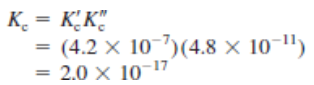 K_c = K'_c K''_c
= (4.2 × 10⁻⁷)(4.8 × 10⁻¹¹)
= 2.0 × 10⁻¹⁷